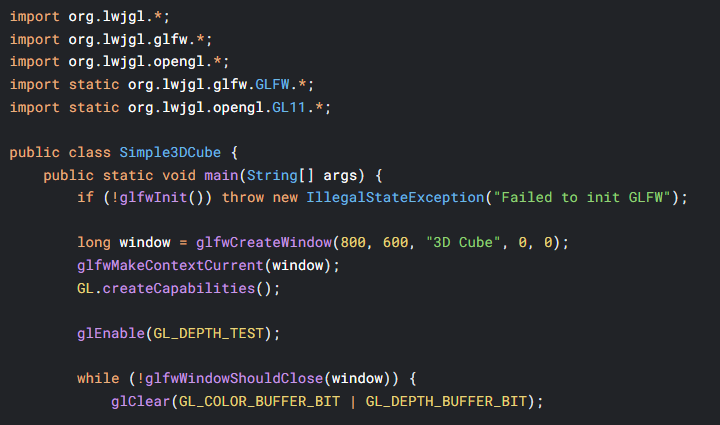 import org.lwjgl.*;
import org.lwjgl.glfw.*;
import org.lwjgl.opengl.*;
import static org.lwjgl.glfw.GLFW.*;
import static org.lwjgl.opengl.GL11.*;

public class Simple3DCube {
    public static void main(String[] args) {
        if (!glfwInit()) throw new IllegalStateException("Failed to init GLFW");

        long window = glfwCreateWindow(800, 600, "3D Cube", 0, 0);
        glfwMakeContextCurrent(window);
        GL.createCapabilities();

        glEnable(GL_DEPTH_TEST);

        while (!glfwWindowShouldClose(window)) {
            glClear(GL_COLOR_BUFFER_BIT | GL_DEPTH_BUFFER_BIT);